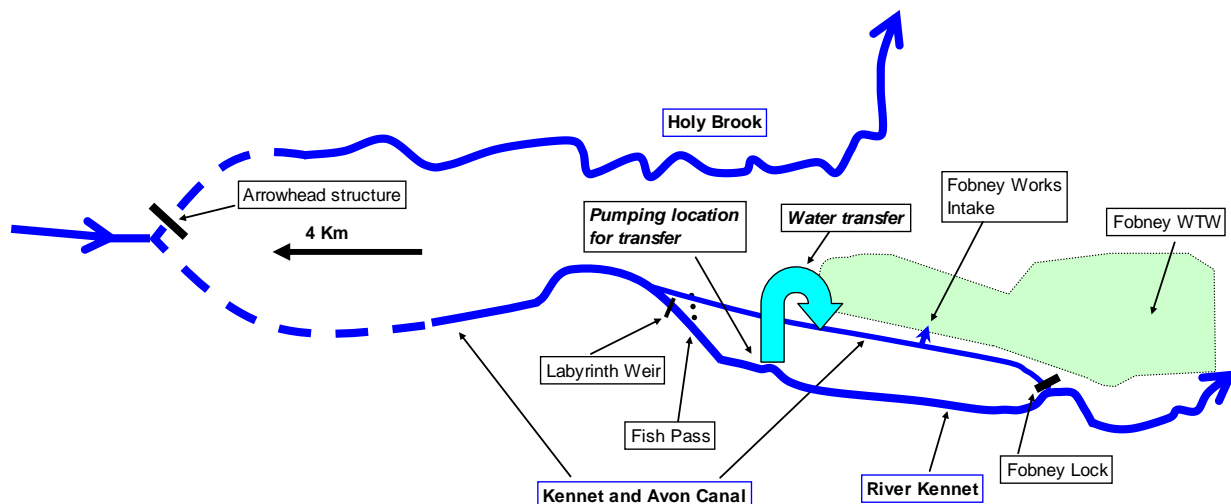 Holy Brook
Arrowhead structure
4 Km
Pumping location
for transfer
Water transfer
Fobney Works
Intake
Fobney WTW
Labyrinth Weir
Fish Pass
Fobney Lock
Kennet and Avon Canal
River Kennet